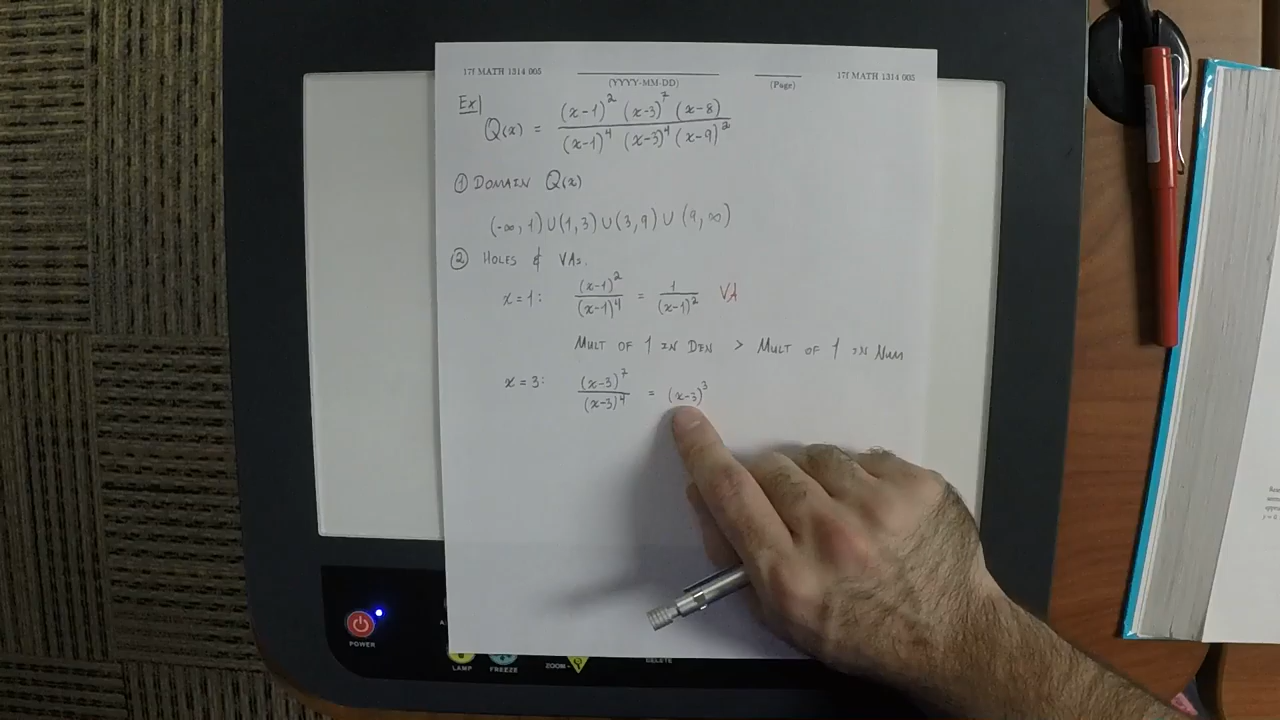 17f MATH 1314 005 (YYYY-MM-DD) (Page) 17f MATH 1314 005
Ex|
Q(x) = (x-1)² (x-3)⁷ (x-8) / (x-1)⁴ (x-3)⁴ (x-9)²
① DOMAIN Q(x)
(-∞, 1) ∪ (1, 3) ∪ (3, 9) ∪ (9, ∞)
② HOLES & VAs.
x = 1: (x-1)² / (x-1)⁴ = 1 / (x-1)² VA
MULT OF 1 IN DEN > MULT OF 1 IN NUM
x = 3: (x-3)⁷ / (x-3)⁴ = (x-3)³
POWER
LAMP
FREEZE
ZOOM